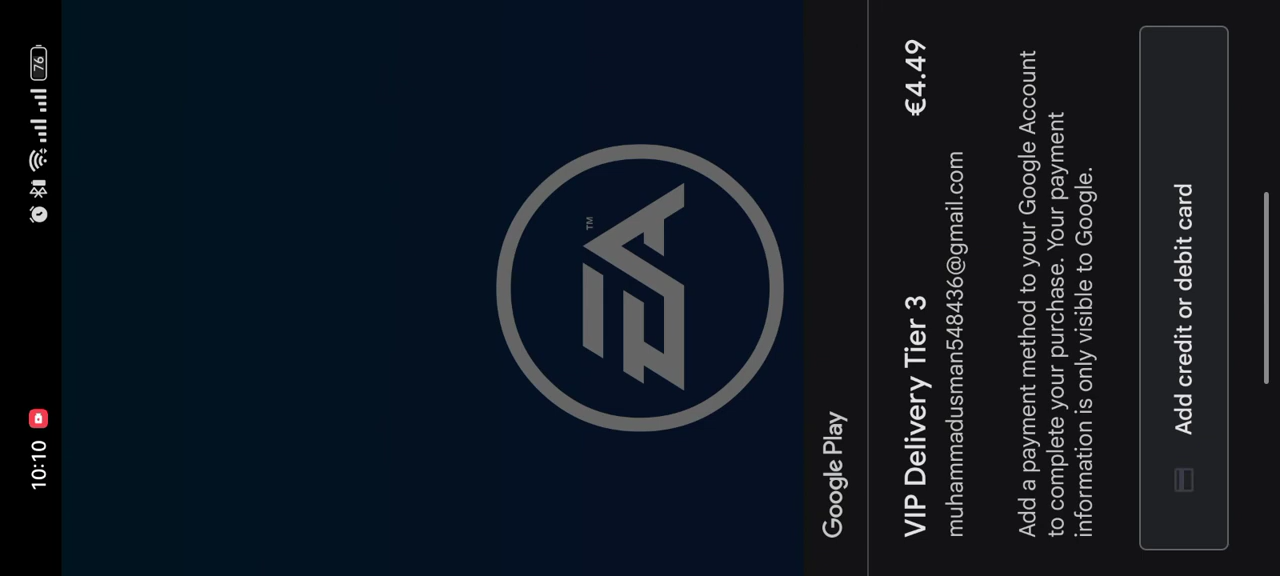 10:10
76
EA
TM
Google Play
VIP Delivery Tier 3 €4.49
muhammadusman548436@gmail.com
Add a payment method to your Google Account
to complete your purchase. Your payment
information is only visible to Google.
Add credit or debit card